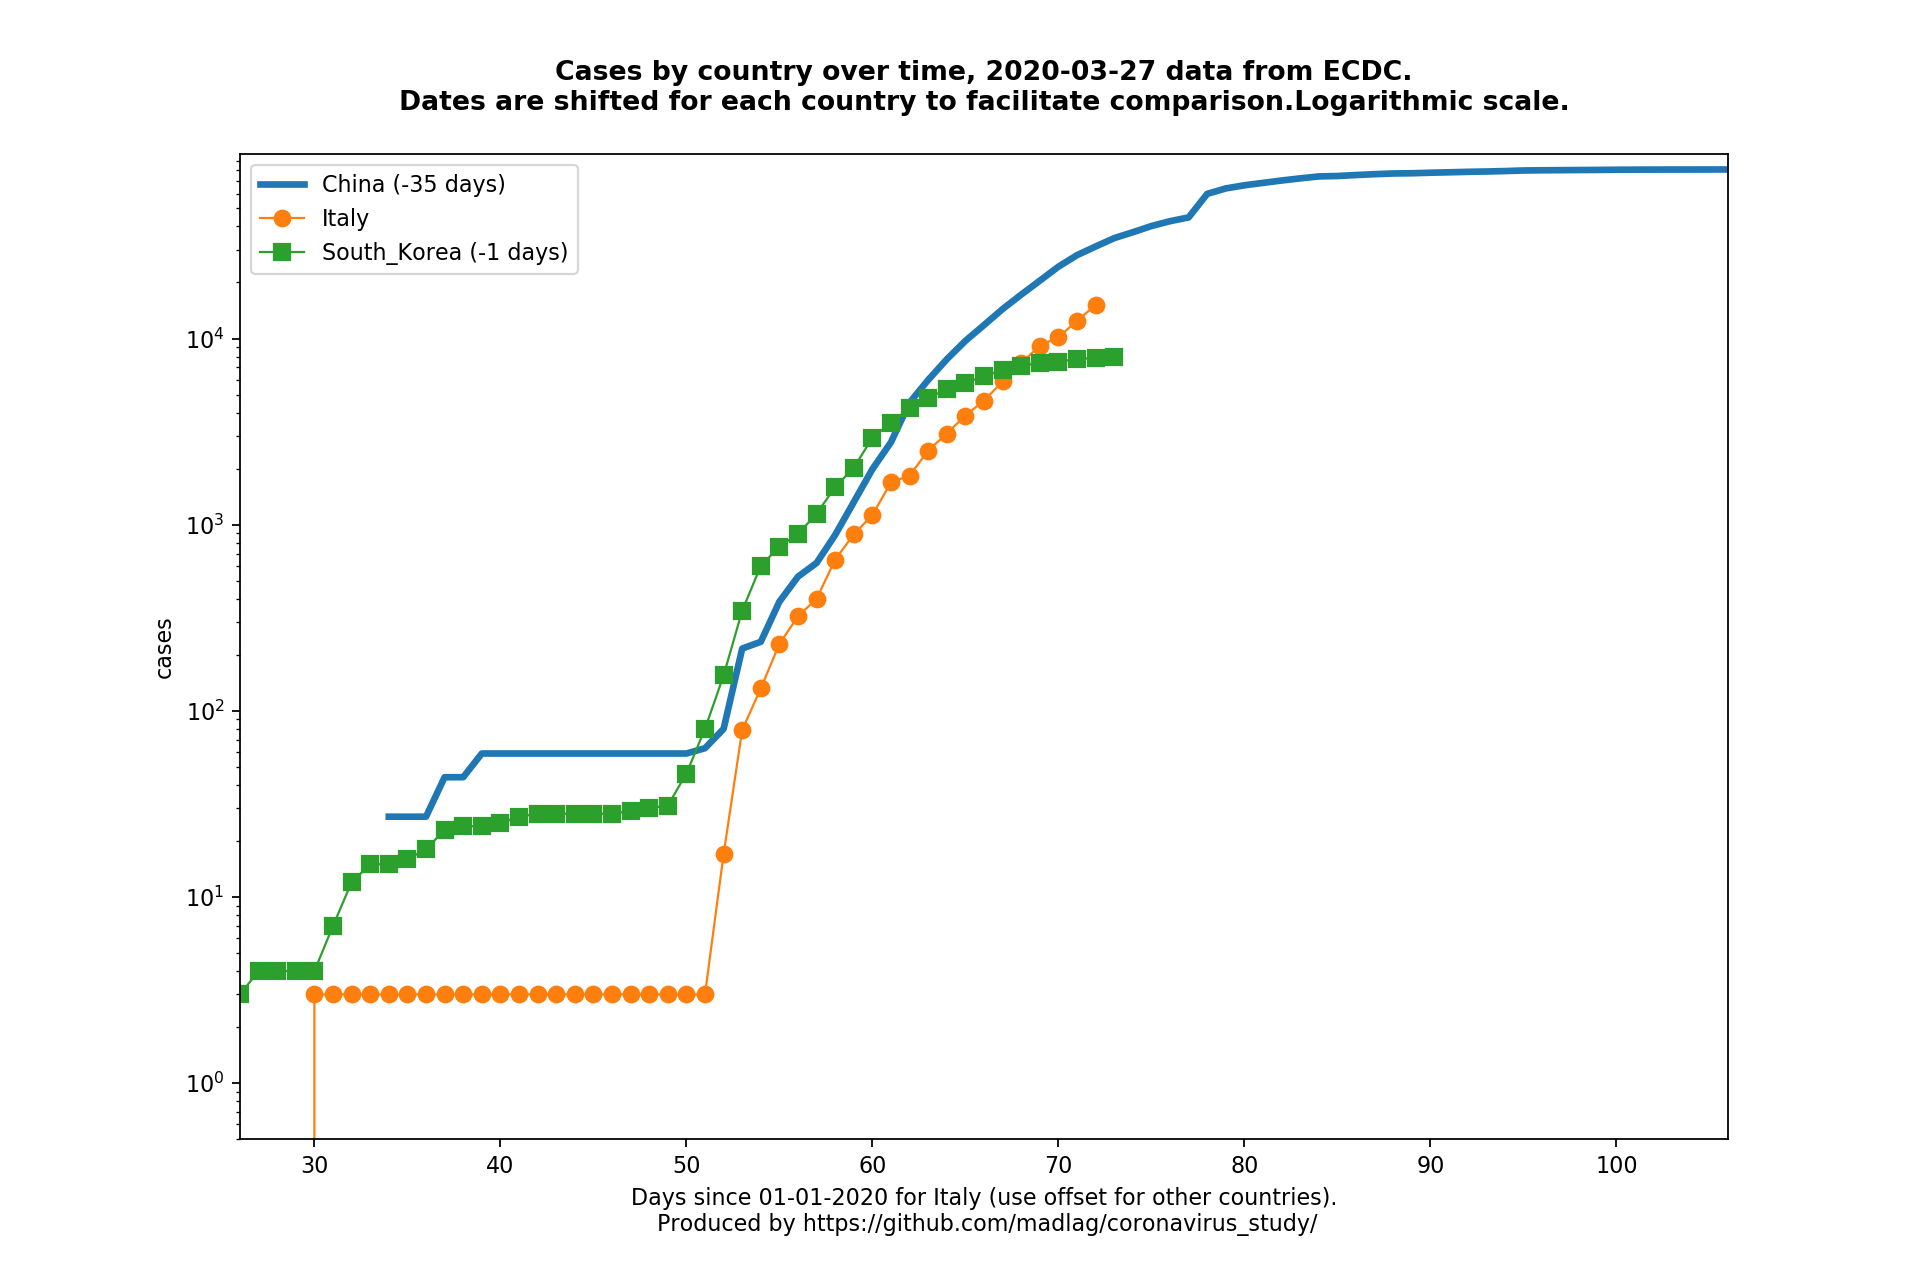 Cases by country over time, 2020-03-27 data from ECDC.
Dates are shifted for each country to facilitate comparison.Logarithmic scale.
China (-35 days)
Italy
South_Korea (-1 days)
10⁴
10³
10²
10¹
10⁰
cases
30 40 50 60 70 80 90 100
Days since 01-01-2020 for Italy (use offset for other countries).
Produced by https://github.com/madlag/coronavirus_study/